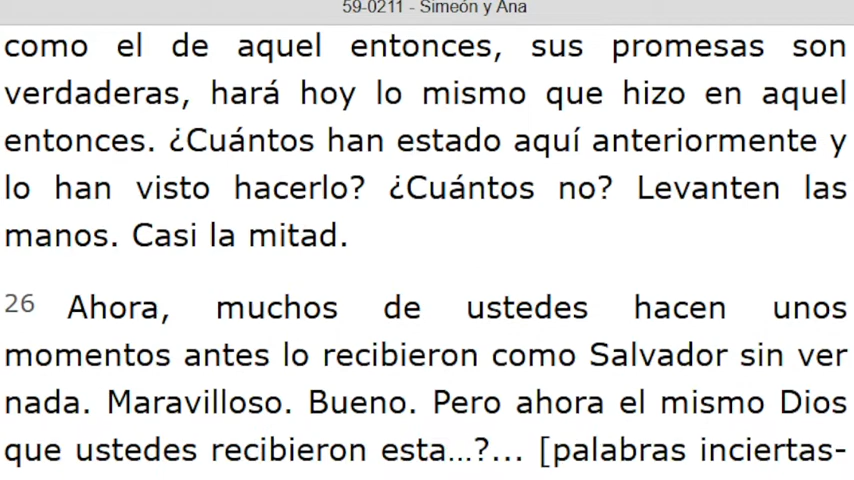 59-0211 - Simeón y Ana
como el de aquel entonces, sus promesas son
verdaderas, hará hoy lo mismo que hizo en aquel
entonces. ¿Cuántos han estado aquí anteriormente y
lo han visto hacerlo? ¿Cuántos no? Levanten las
manos. Casi la mitad.
26 Ahora, muchos de ustedes hacen unos
momentos antes lo recibieron como Salvador sin ver
nada. Maravilloso. Bueno. Pero ahora el mismo Dios
que ustedes recibieron esta...?... [palabras inciertas-